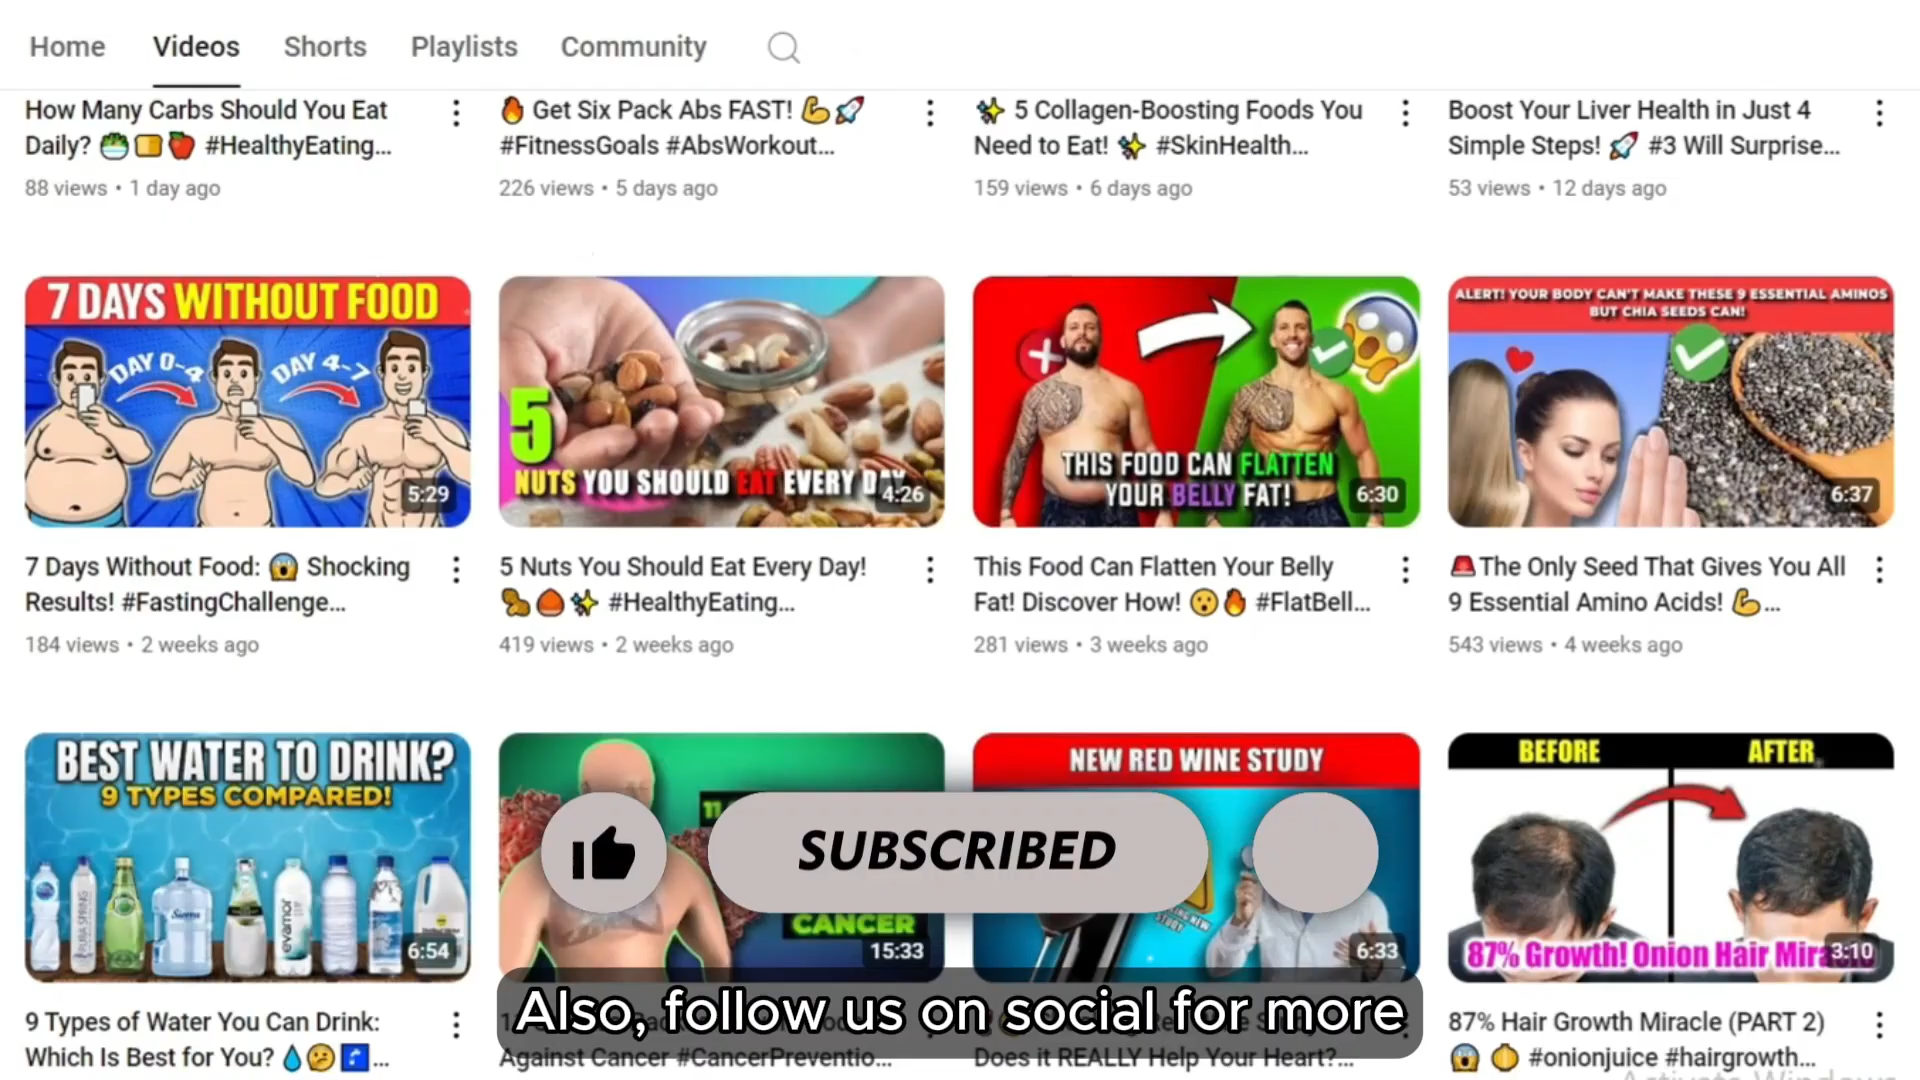 Home Videos Shorts Playlists Community
How Many Carbs Should You Eat
Daily? 🥗🍞🍎 #HealthyEating...
88 views • 1 day ago
🔥 Get Six Pack Abs FAST! 💪🚀
#FitnessGoals #AbsWorkout...
226 views • 5 days ago
✨ 5 Collagen-Boosting Foods You
Need to Eat! ✨ #SkinHealth...
159 views • 6 days ago
Boost Your Liver Health in Just 4
Simple Steps! 🚀 #3 Will Surprise...
53 views • 12 days ago
7 DAYS WITHOUT FOOD
DAY 0-4
DAY 4-7
5:29
7 Days Without Food: 😱 Shocking
Results! #FastingChallenge...
184 views • 2 weeks ago
5
NUTS YOU SHOULD EAT EVERY DAY
4:26
5 Nuts You Should Eat Every Day!
🥜🌰✨ #HealthyEating...
419 views • 2 weeks ago
THIS FOOD CAN FLATTEN
YOUR BELLY FAT!
6:30
This Food Can Flatten Your Belly
Fat! Discover How! 😮🔥 #FlatBell...
281 views • 3 weeks ago
ALERT! YOUR BODY CAN'T MAKE THESE 9 ESSENTIAL AMINOS
BUT CHIA SEEDS CAN!
6:37
🚨The Only Seed That Gives You All
9 Essential Amino Acids! 💪...
543 views • 4 weeks ago
BEST WATER TO DRINK?
9 TYPES COMPARED!
evamor
6:54
9 Types of Water You Can Drink:
Which Is Best for You? 💧🫤🎵...
11
CANCER
15:33
Against Cancer #CancerPreventio...
NEW RED WINE STUDY
STUDY
6:33
Does it REALLY Help Your Heart?...
BEFORE AFTER
87% Growth! Onion Hair
3:10
87% Hair Growth Miracle (PART 2)
😱 🧅 #onionjuice #hairgrowth...
SUBSCRIBED
Also, follow us on social for more